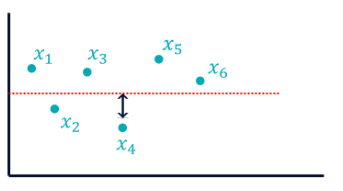 x₁ x₃ x₅ x₆
x₂ x₄